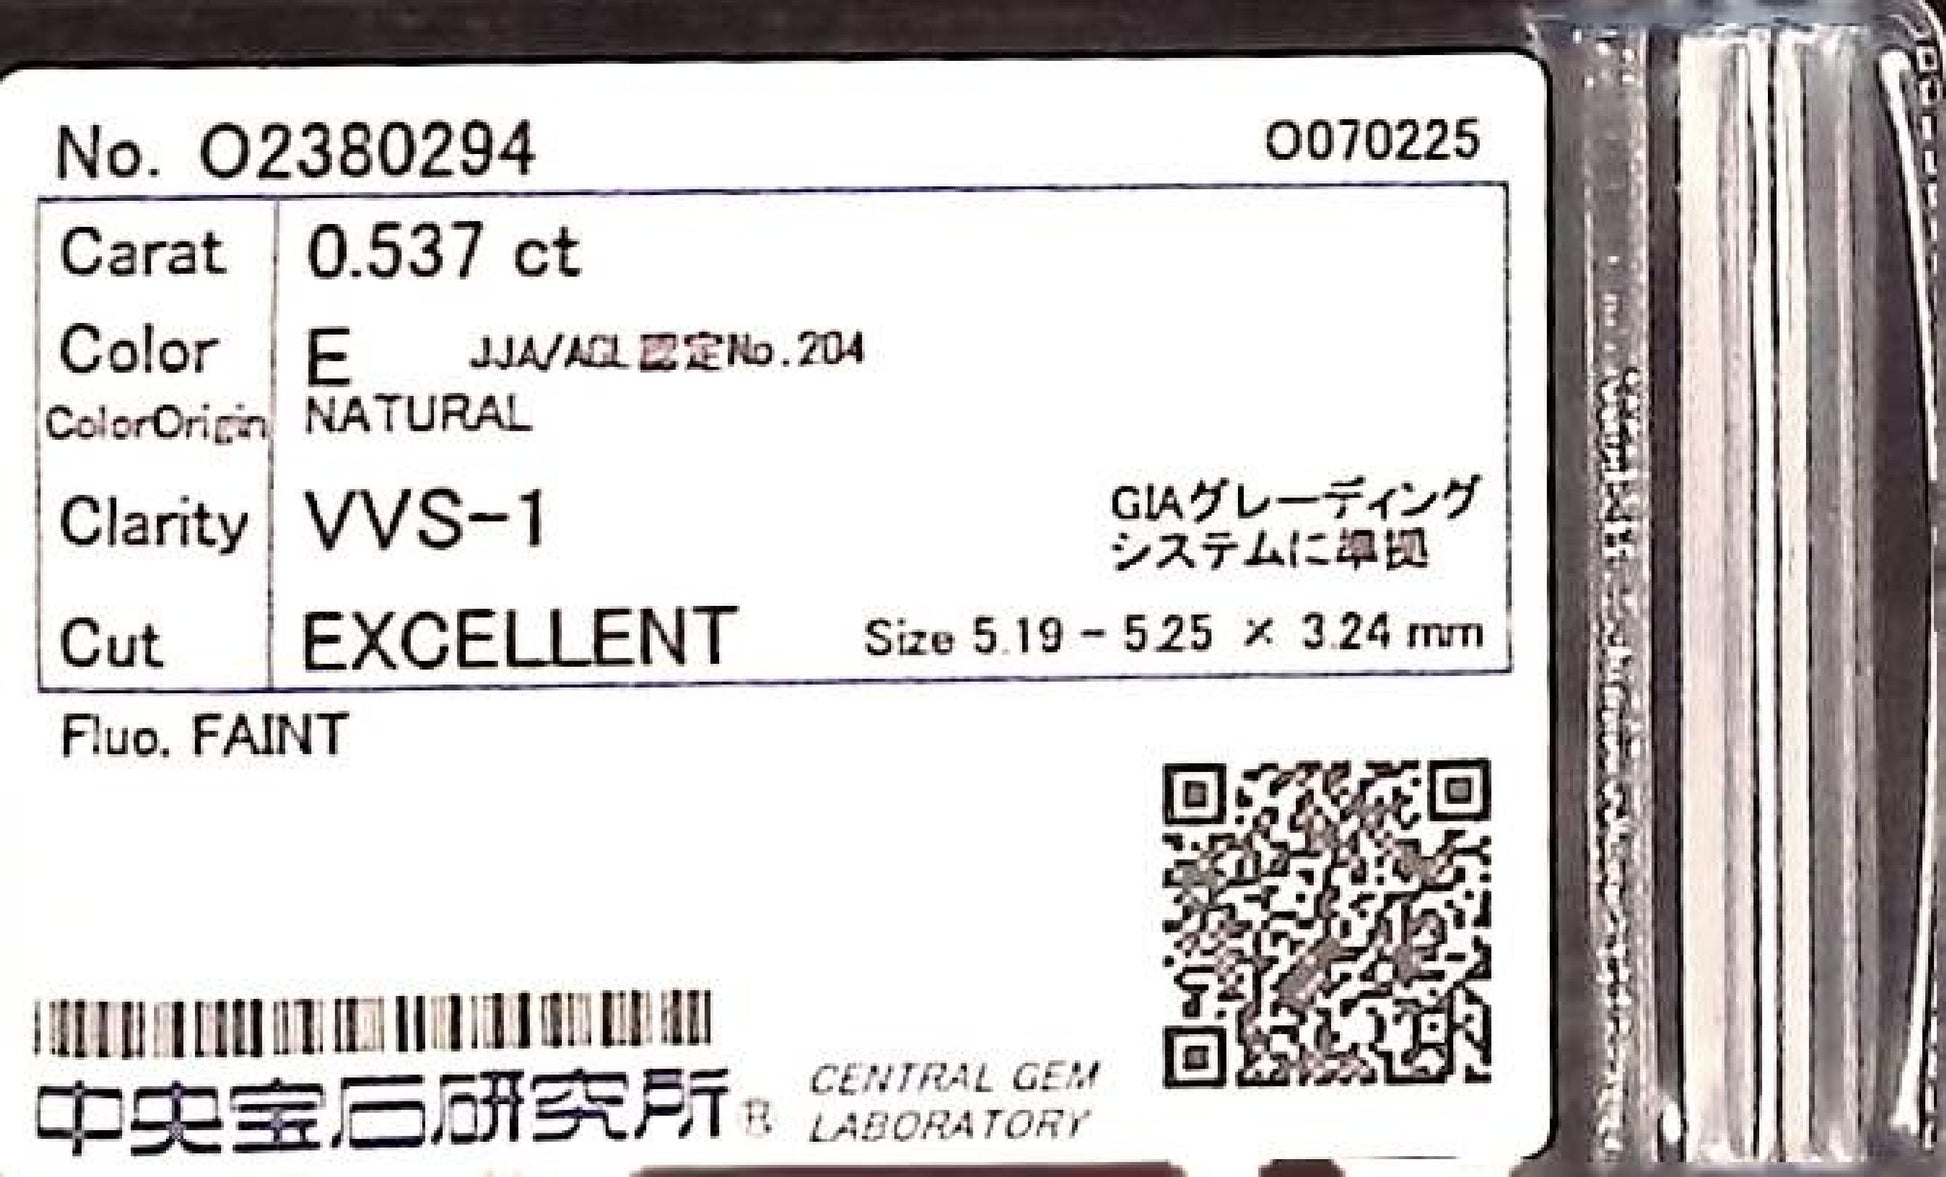 No. O2380294
O070225
Carat 0.537 ct
Color E JJA/AGL認定No.204
ColorOrigin NATURAL
Clarity VVS-1
GIAグレーディング
システムに準拠
Cut EXCELLENT Size 5.19 - 5.25 × 3.24 mm
Fluo. FAINT
中央宝石研究所®
CENTRAL GEM
LABORATORY